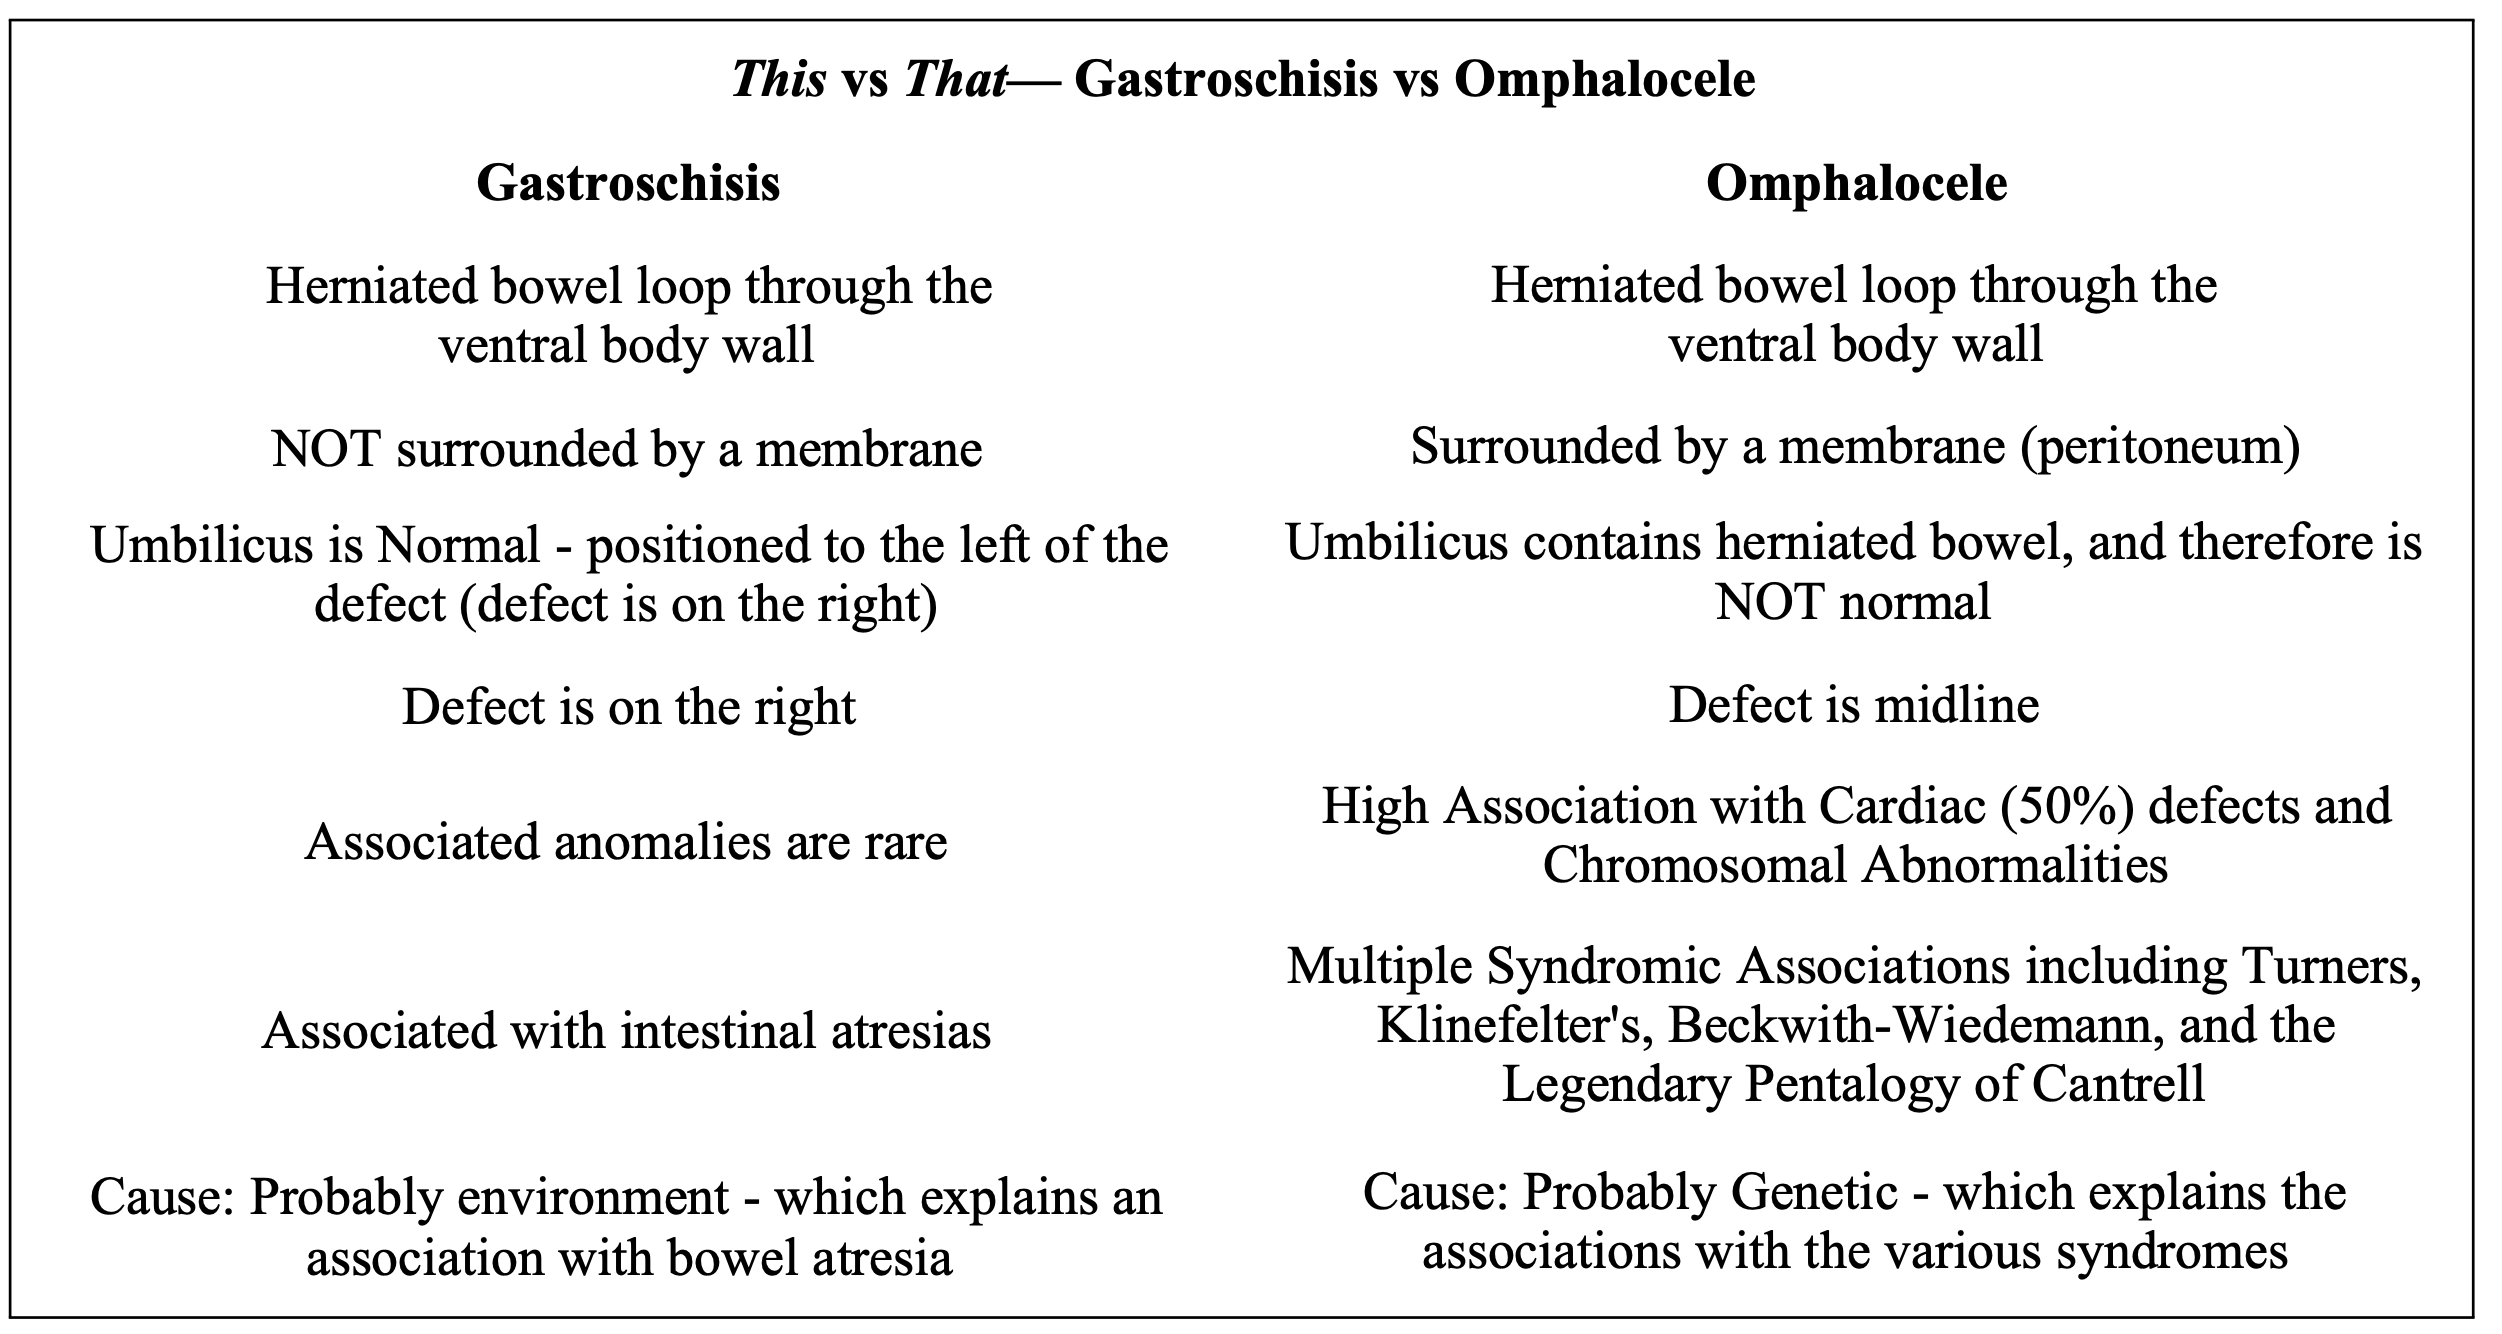 This vs That— Gastroschisis vs Omphalocele
Gastroschisis
Omphalocele
Herniated bowel loop through the
ventral body wall
Herniated bowel loop through the
ventral body wall
NOT surrounded by a membrane
Surrounded by a membrane (peritoneum)
Umbilicus is Normal - positioned to the left of the
defect (defect is on the right)
Umbilicus contains herniated bowel, and therefore is
NOT normal
Defect is on the right
Defect is midline
Associated anomalies are rare
High Association with Cardiac (50%) defects and
Chromosomal Abnormalities
Associated with intestinal atresias
Multiple Syndromic Associations including Turners,
Klinefelter's, Beckwith-Wiedemann, and the
Legendary Pentalogy of Cantrell
Cause: Probably environment - which explains an
association with bowel atresia
Cause: Probably Genetic - which explains the
associations with the various syndromes